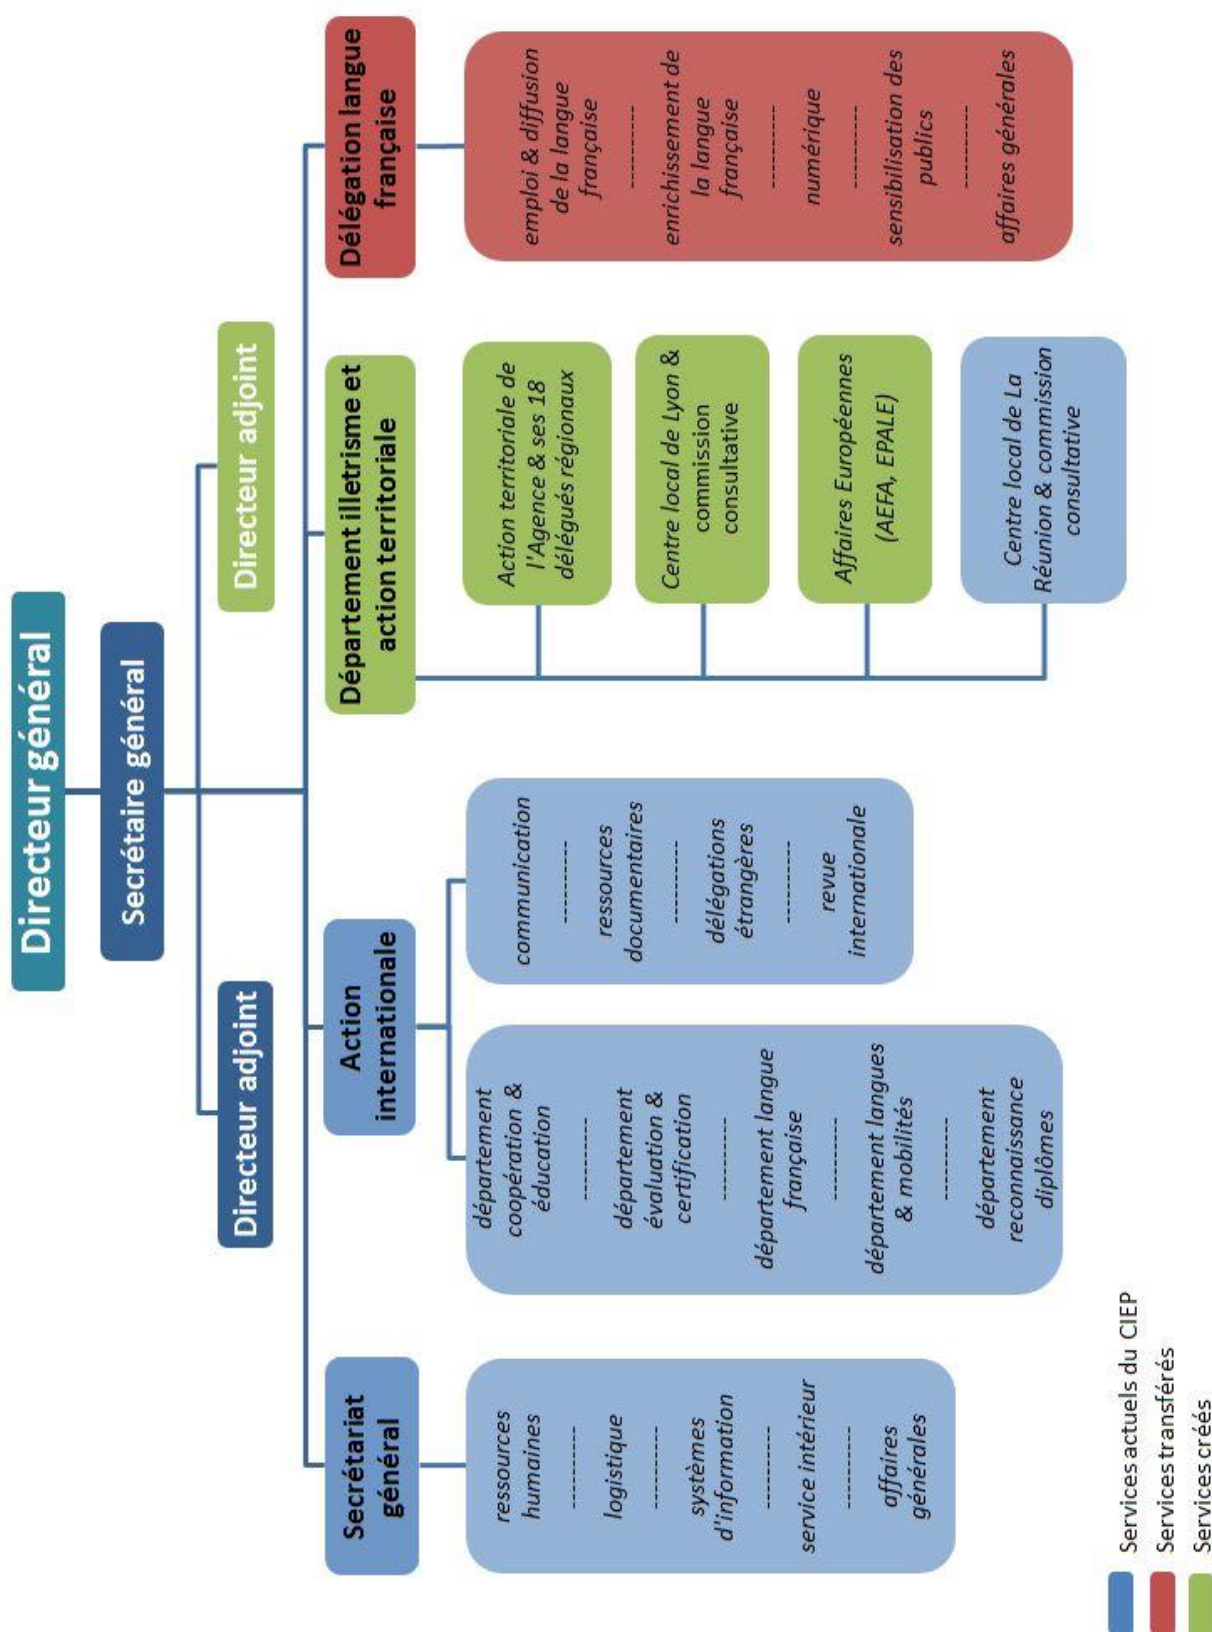 Directeur général
Secrétaire général
Directeur adjoint
Directeur adjoint
Secrétariat
général
ressources
humaines
------------
logistique
------------
systèmes
d'information
------------
service intérieur
------------
affaires
générales
Action
internationale
département
coopération &
éducation
------------
département
évaluation &
certification
------------
département langue
française
------------
département langues
& mobilités
------------
département
reconnaissance
diplômes
communication
------------
ressources
documentaires
------------
délégations
étrangères
------------
revue
internationale
Département illetrisme et
action territoriale
Action territoriale de
l'Agence & ses 18
délégués régionaux
Centre local de Lyon &
commission
consultative
Affaires Européennes
(AEFA, EPALE)
Centre local de La
Réunion & commission
consultative
Délégation langue
française
emploi & diffusion
de la langue
française
------------
enrichissement de
la langue
française
------------
numérique
------------
sensibilisation des
publics
------------
affaires générales
Services actuels du CIEP
Services transférés
Services créés